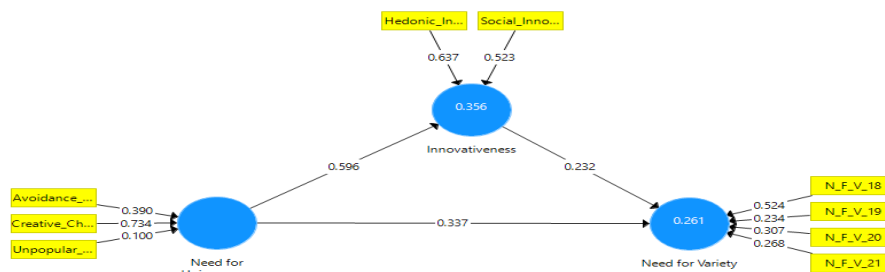 Hedonic_In... Social_Inno...
0.637 0.523
0.356
Innovativeness
0.596 0.232
N_F_V_18
Avoidance_... 0.390 0.524 N_F_V_19
Creative_Ch... 0.734 0.337 0.261 0.234
0.307 N_F_V_20
Unpopular_... 0.100 0.268
Need for Need for Variety N_F_V_21